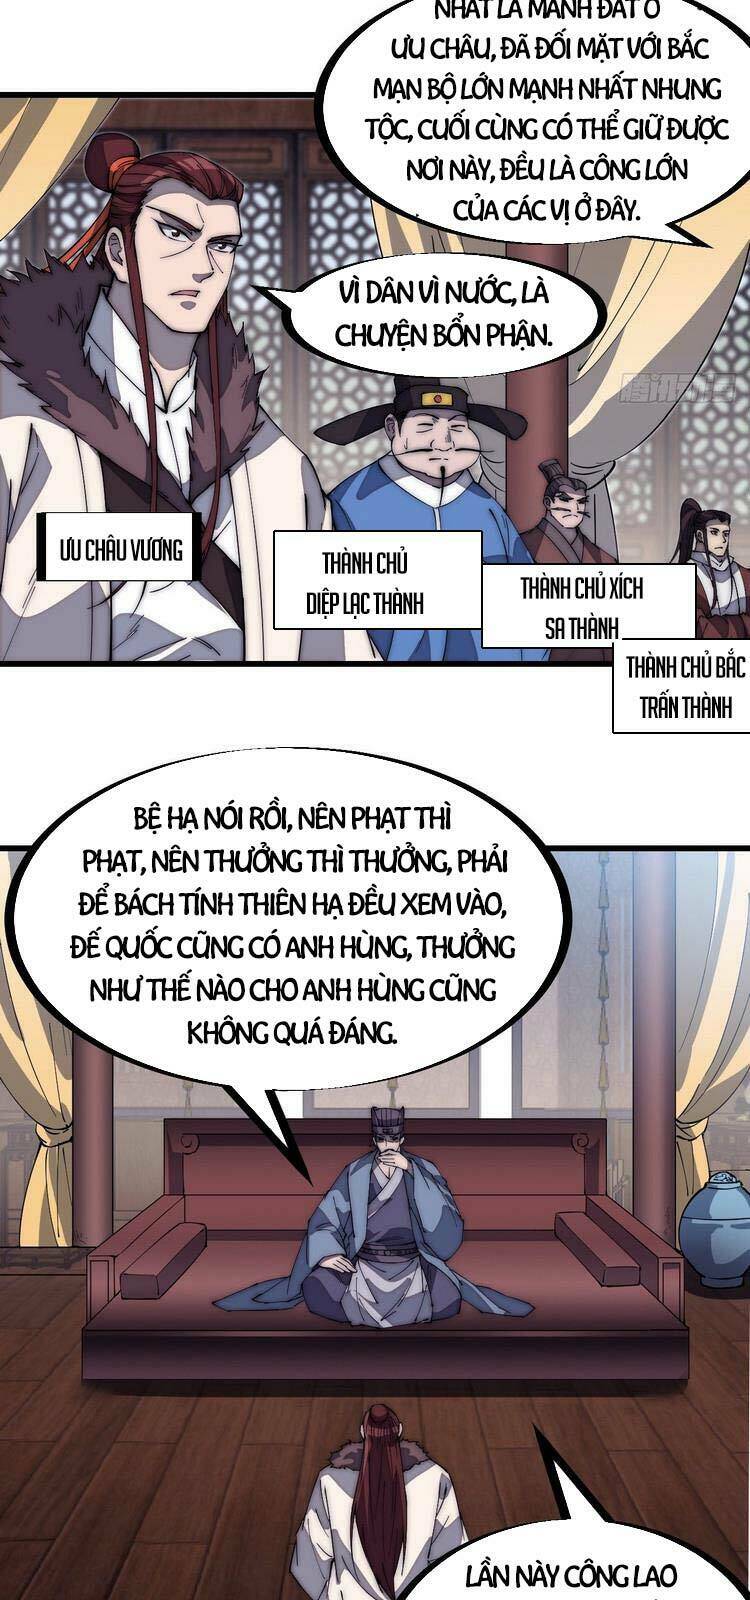 NHẤT LÀ MẢNH ĐẤT Ở
ƯU CHÂU, ĐÃ ĐỐI MẶT VỚI BẮC
MAN BỘ LỚN MẠNH NHẤT NHUNG
TỘC, CUỐI CÙNG CÓ THỂ GIỮ ĐƯỢC
NƠI NÀY, ĐỀU LÀ CÔNG LỚN
CỦA CÁC VỊ Ở ĐÂY.
VÌ DÂN VÌ NƯỚC, LÀ
CHUYỆN BỔN PHẬN.
ƯU CHÂU VƯƠNG
THÀNH CHỦ
DIỆP LẠC THÀNH
THÀNH CHỦ XÍCH
SA THÀNH
THÀNH CHỦ BẮC
TRẤN THÀNH
BỆ HẠ NÓI RỒI, NÊN PHẠT THÌ
PHẠT, NÊN THƯỞNG THÌ THƯỞNG, PHẢI
ĐỂ BÁCH TÍNH THIÊN HẠ ĐỀU XEM VÀO,
ĐẾ QUỐC CŨNG CÓ ANH HÙNG, THƯỞNG
NHƯ THẾ NÀO CHO ANH HÙNG CŨNG
KHÔNG QUÁ ĐÁNG.
LẦN NÀY CÔNG LAO